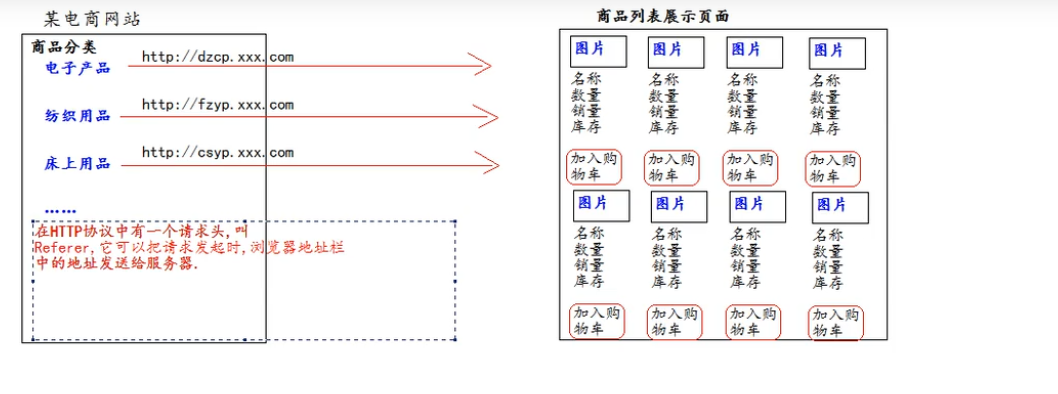 某电商网站
商品分类
电子产品
http://dzcp.xxx.com
纺织用品
http://fzyp.xxx.com
床上用品
http://csyp.xxx.com
……
在HTTP协议中有一个请求头,叫
Referer,它可以把请求发起时,浏览器地址栏
中的地址发送给服务器.
商品列表展示页面
图片 图片 图片 图片
名称 名称 名称 名称
数量 数量 数量 数量
销量 销量 销量 销量
库存 库存 库存 库存
加入购 加入购 加入购 加入购
物车 物车 物车 物车
图片 图片 图片 图片
名称 名称 名称 名称
数量 数量 数量 数量
销量 销量 销量 销量
库存 库存 库存 库存
加入购 加入购 加入购 加入购
物车 物车 物车 物车